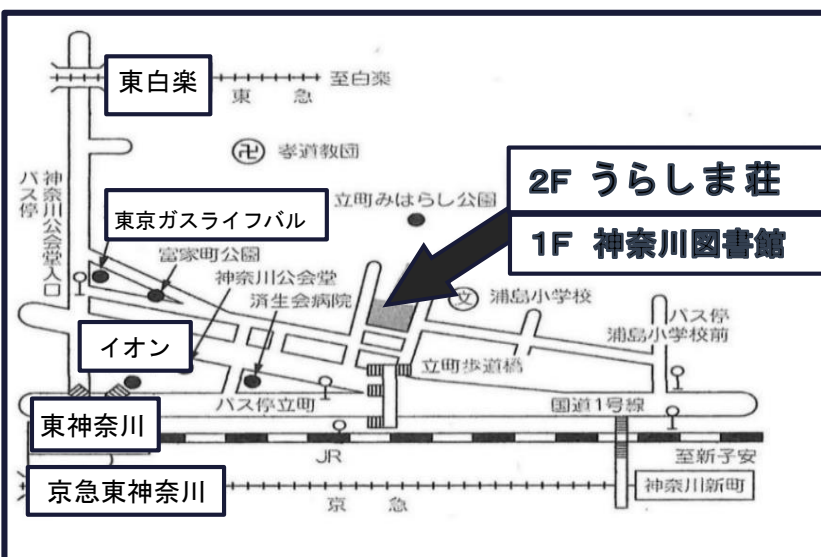 東白楽
至白楽
東 急
卍 孝道教団
神奈川公会堂入口
バス停
2F うらしま荘
1F 神奈川図書館
立町みはらし公園
東京ガスライフバル
富家町公園
神奈川公会堂
済生会病院
文 浦島小学校
バス停
浦島小学校前
イオン
立町歩道橋
バス停立町
国道1号線
東神奈川
JR
至新子安
京急東神奈川
京 急
神奈川新町